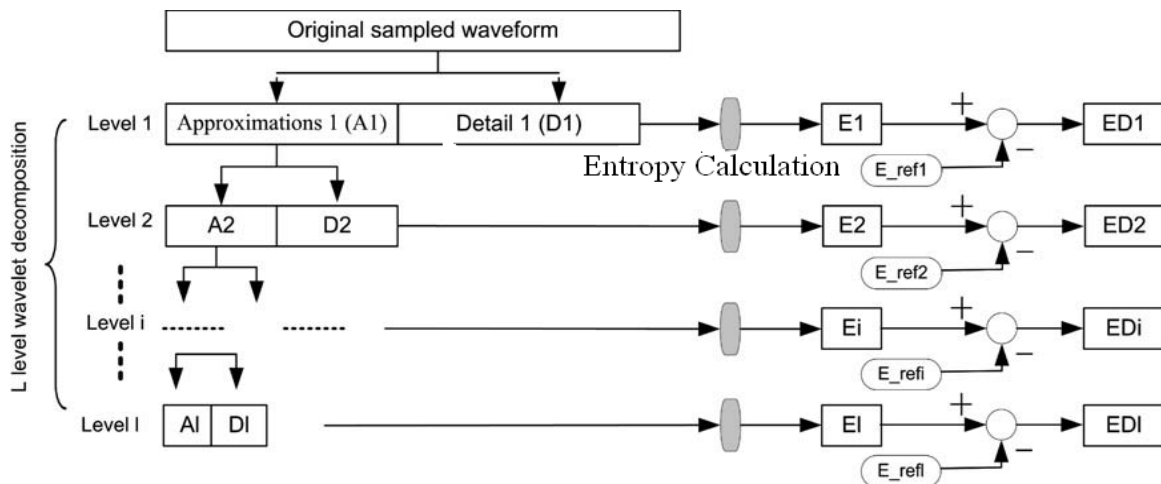 Original sampled waveform
Level 1
Approximations 1 (A1)
Detail 1 (D1)
E1
+
−
ED1
E_ref1
Entropy Calculation
Level 2
A2
D2
E2
+
−
ED2
E_ref2
Level i
Ei
+
−
EDi
E_refi
Level l
Al
Dl
El
+
−
EDl
E_refl
L level wavelet decomposition